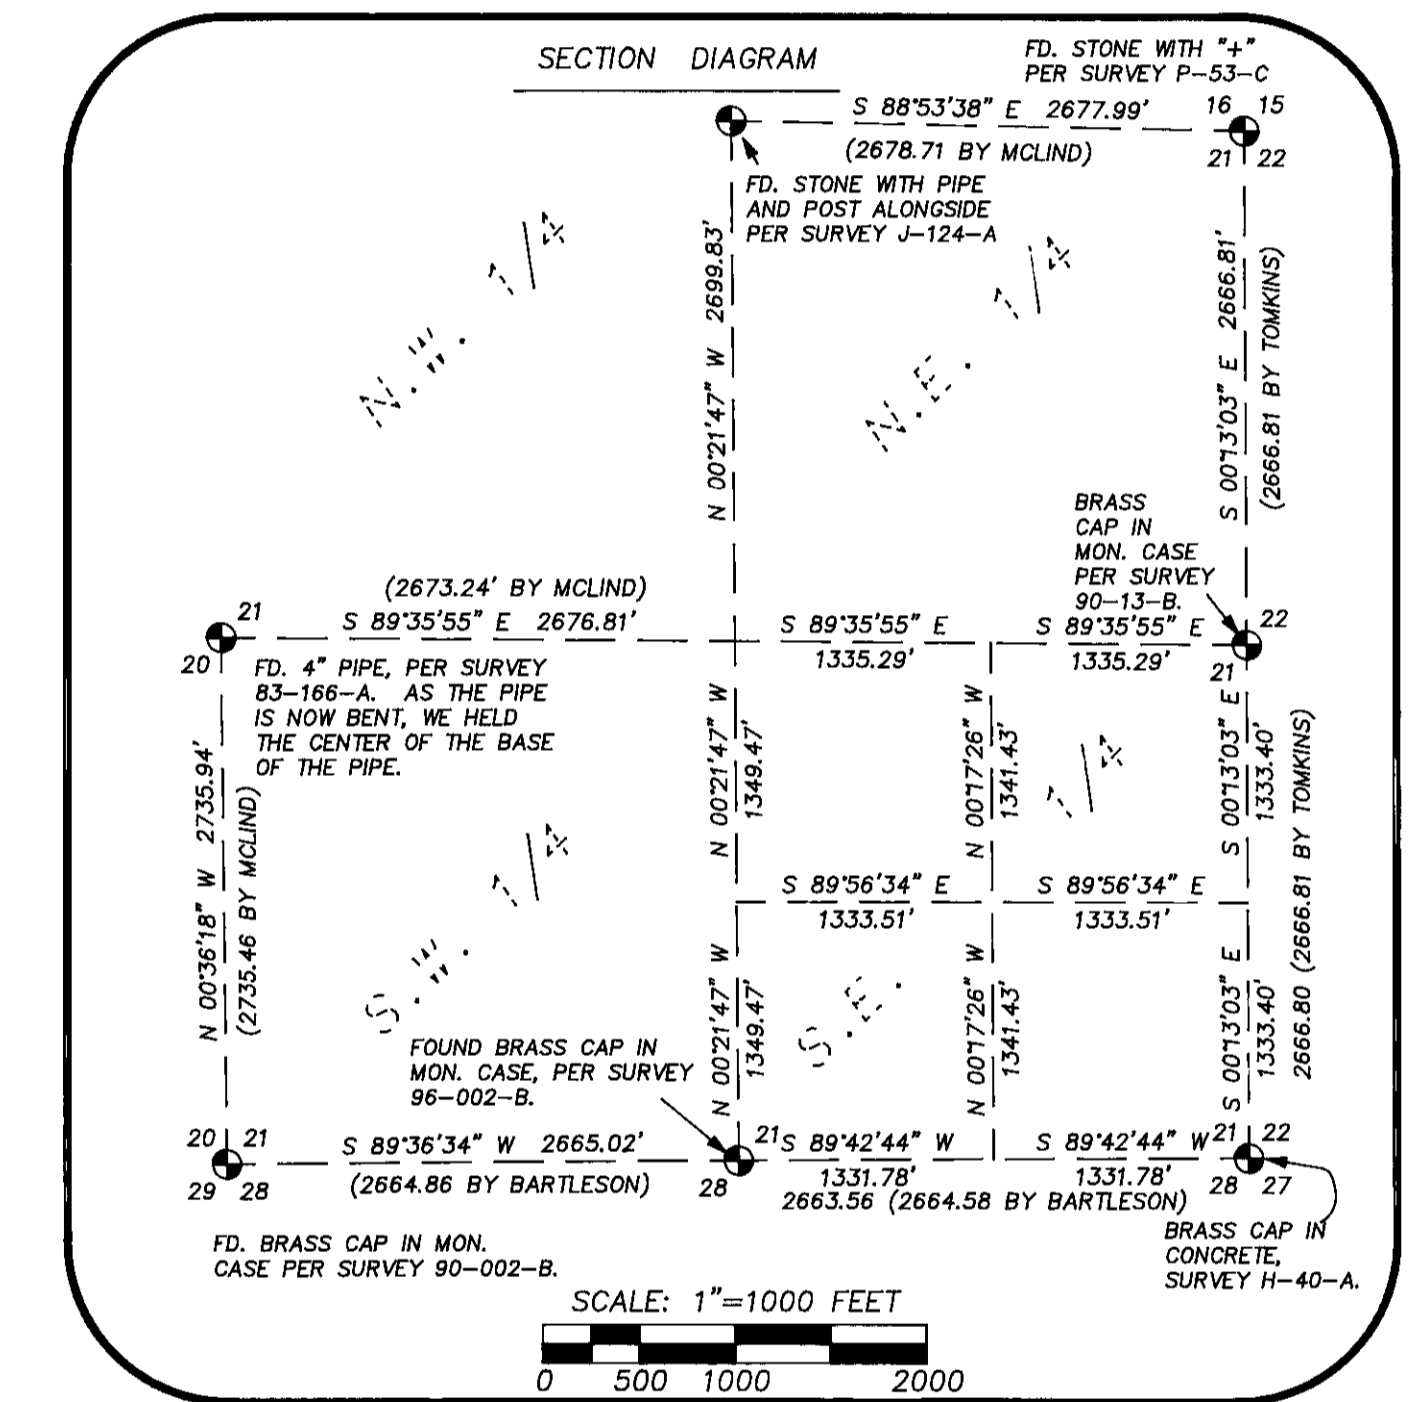 SECTION DIAGRAM
FD. STONE WITH "+"
PER SURVEY P-53-C
S 88°53'38" E 2677.99'
16 15
(2678.71 BY MCLIND)
21 22
FD. STONE WITH PIPE
AND POST ALONGSIDE
PER SURVEY J-124-A
N.W. 1/4
N.E. 1/4
N 00°21'47" W 2699.83'
S 00°13'03" E 2666.81'
(2666.81 BY TOMKINS)
BRASS
CAP IN
MON. CASE
PER SURVEY
90-13-B.
(2673.24' BY MCLIND)
21
S 89°35'55" E 2676.81'
S 89°35'55" E
1335.29'
S 89°35'55" E
1335.29'
22
20
21
FD. 4" PIPE, PER SURVEY
83-166-A. AS THE PIPE
IS NOW BENT, WE HELD
THE CENTER OF THE BASE
OF THE PIPE.
N 00°36'18" W 2735.94'
(2735.46 BY MCLIND)
N 00°21'47" W
1349.47'
N 00°17'26" W
1341.43'
S 00°13'03" E
1333.40'
2666.80 (2666.81 BY TOMKINS)
S 89°56'34" E
1333.51'
S 89°56'34" E
1333.51'
S.W. 1/4
S.E. 1/4
N 00°21'47" W
1349.47'
N 00°17'26" W
1341.43'
S 00°13'03" E
1333.40'
FOUND BRASS CAP IN
MON. CASE, PER SURVEY
96-002-B.
20 21
S 89°36'34" W 2665.02'
21
S 89°42'44" W
1331.78'
S 89°42'44" W
1331.78'
21 22
29 28
(2664.86 BY BARTLESON)
28
2663.56 (2664.58 BY BARTLESON)
28 27
FD. BRASS CAP IN MON.
CASE PER SURVEY 90-002-B.
BRASS CAP IN
CONCRETE,
SURVEY H-40-A.
SCALE: 1"=1000 FEET
0 500 1000 2000